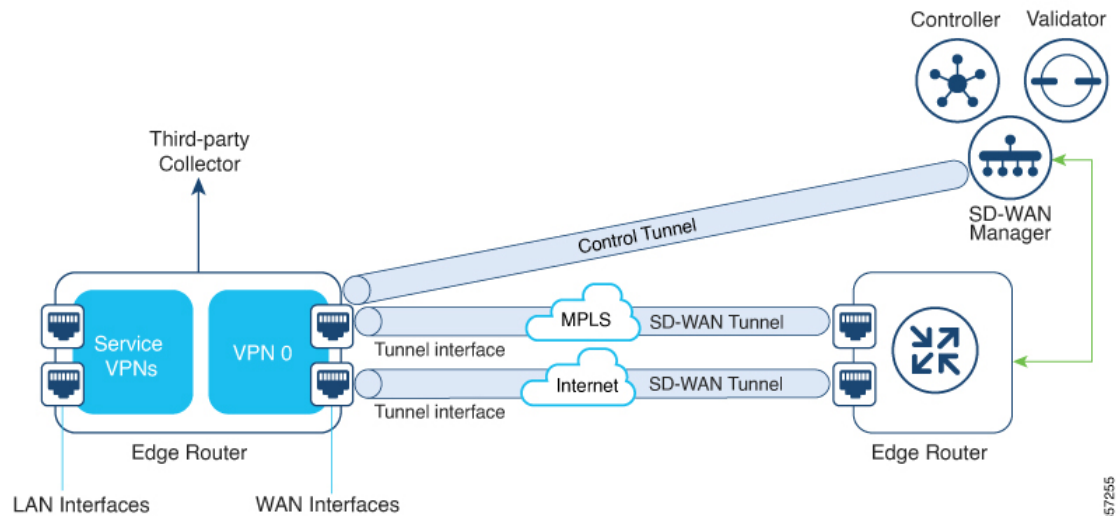 Controller
Validator
Third-party
Collector
SD-WAN
Manager
Control Tunnel
Service
VPNs
VPN 0
MPLS
SD-WAN Tunnel
Tunnel interface
Internet
SD-WAN Tunnel
Tunnel interface
Edge Router
Edge Router
LAN Interfaces
WAN Interfaces